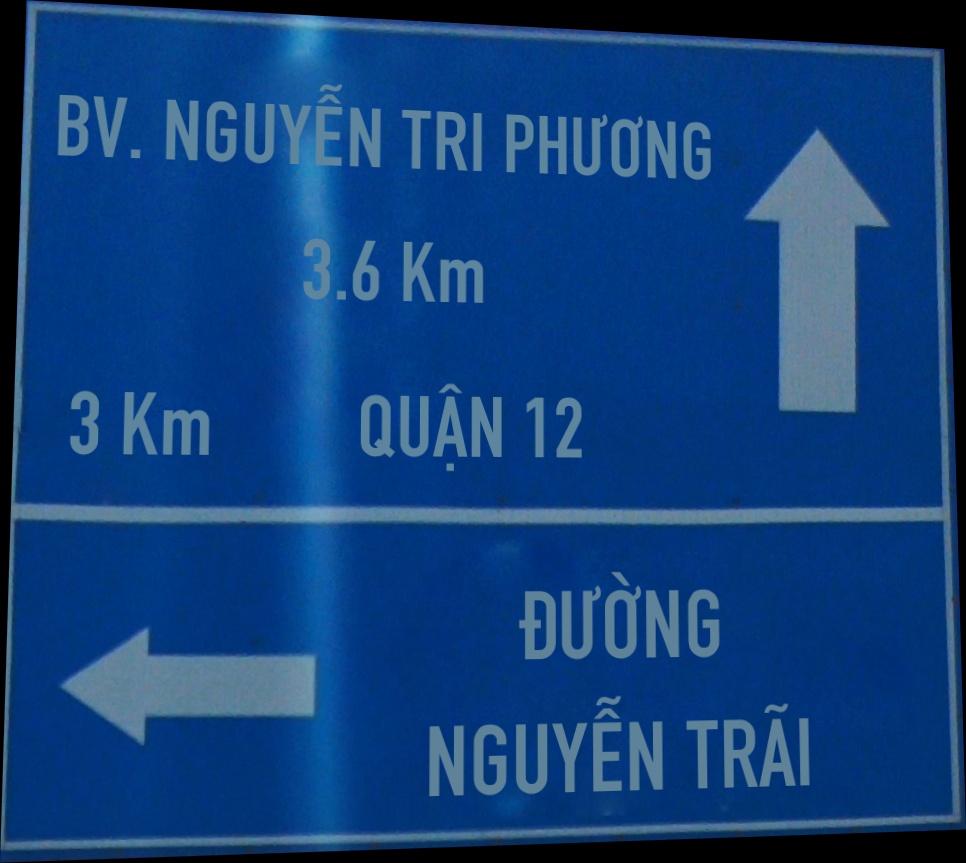 BV. NGUYỄN TRI PHƯƠNG
3.6 Km
3 Km QUẬN 12
ĐƯỜNG
NGUYỄN TRÃI